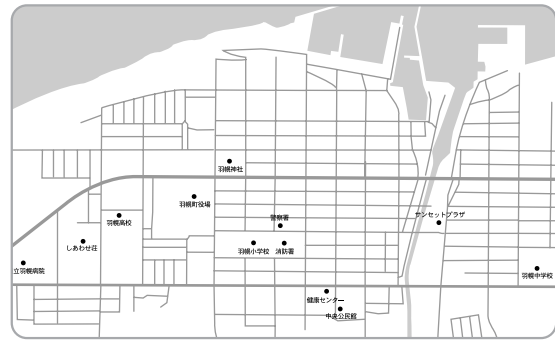 羽幌神社
羽幌町役場
羽幌高校
サンセットプラザ
警察署
しあわせ荘
羽幌小学校
消防署
立羽幌病院
羽幌中学校
健康センター
中央公民館